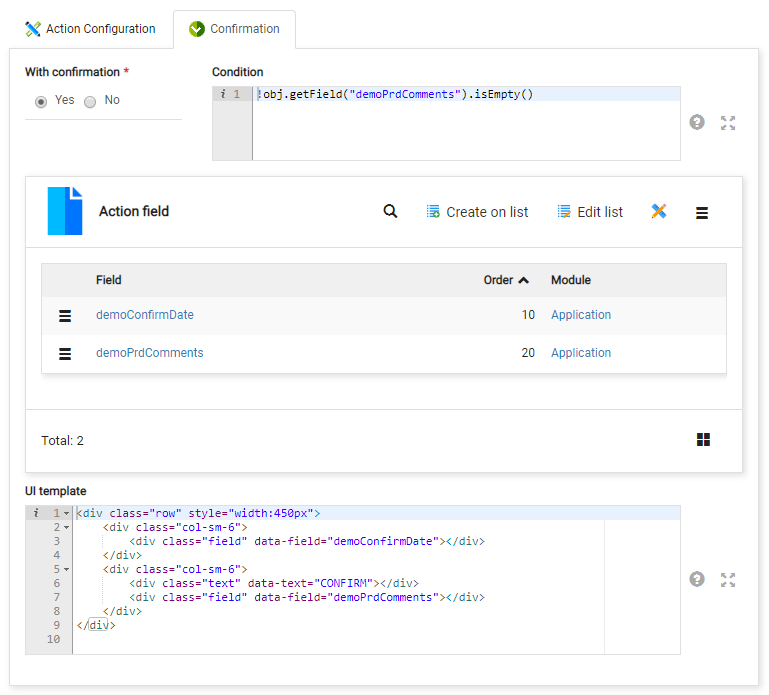 Action Configuration
Confirmation
With confirmation *
Yes
No
Condition
i 1 !obj.getField("demoPrdComments").isEmpty()
Action field
Create on list
Edit list
Field Order Module
demoConfirmDate 10 Application
demoPrdComments 20 Application
Total: 2
UI template
i 1 <div class="row" style="width:450px">
2 <div class="col-sm-6">
3 <div class="field" data-field="demoConfirmDate"></div>
4 </div>
5 <div class="col-sm-6">
6 <div class="text" data-text="CONFIRM"></div>
7 <div class="field" data-field="demoPrdComments"></div>
8 </div>
9 </div>
10